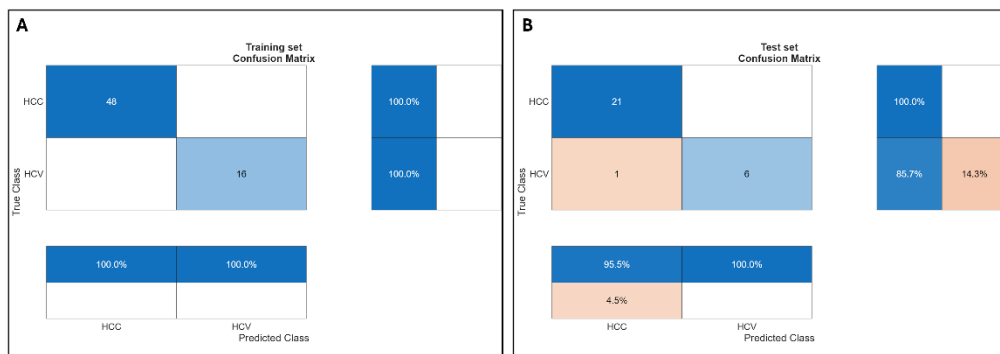 A
Training set
Confusion Matrix
HCC
48
100.0%
HCV
16
100.0%
True Class
100.0%
100.0%
HCC
HCV
Predicted Class
B
Test set
Confusion Matrix
HCC
21
100.0%
HCV
1
6
85.7%
14.3%
True Class
95.5%
100.0%
4.5%
HCC
HCV
Predicted Class